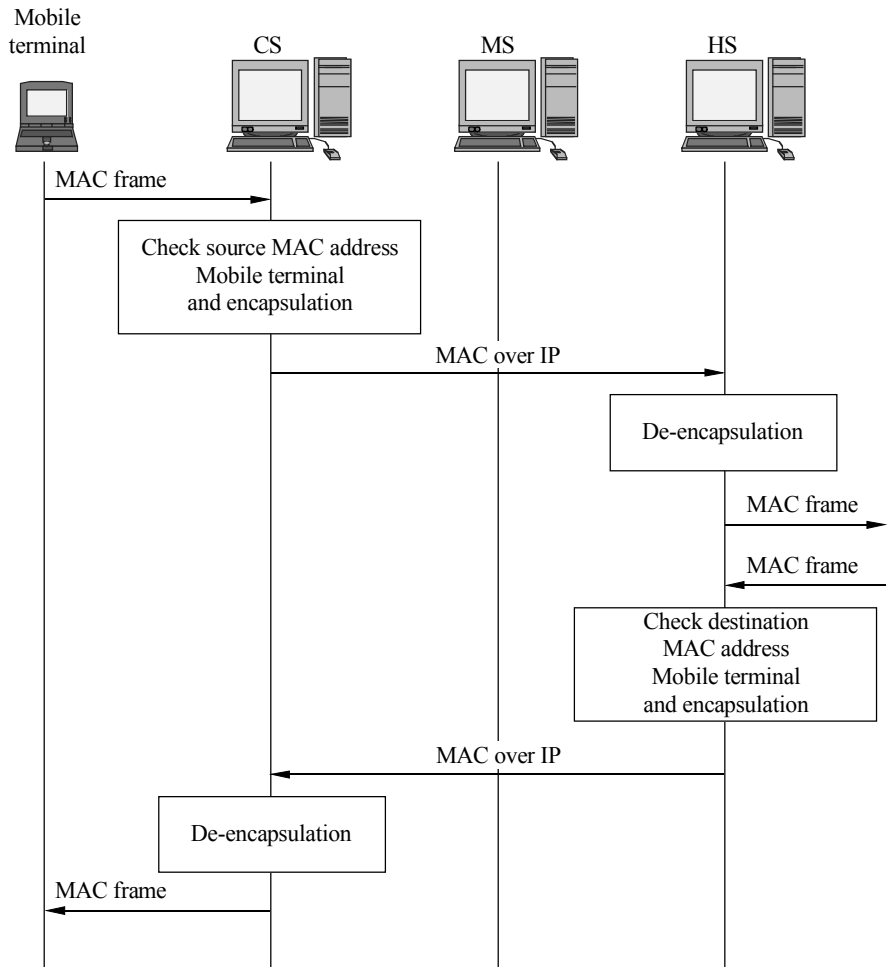 Mobile
terminal
CS
MS
HS
MAC frame
Check source MAC address
Mobile terminal
and encapsulation
MAC over IP
De-encapsulation
MAC frame
MAC frame
Check destination
MAC address
Mobile terminal
and encapsulation
MAC over IP
De-encapsulation
MAC frame